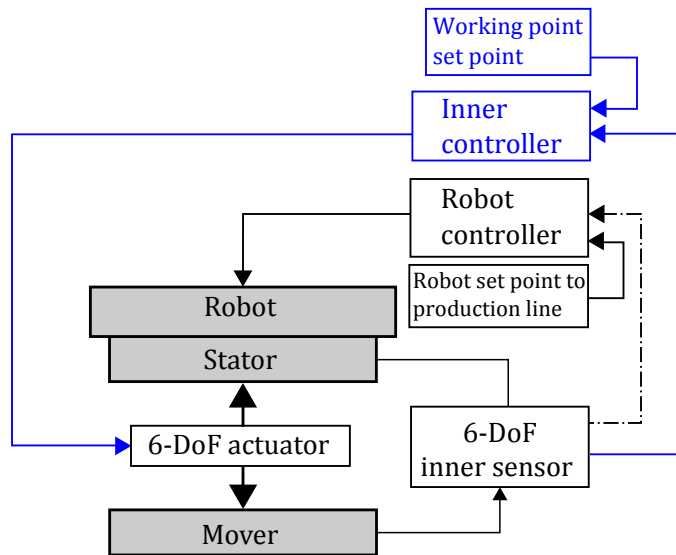 Working point
set point
Inner
controller
Robot
controller
Robot set point to
production line
Robot
Stator
6-DoF actuator
6-DoF
inner sensor
Mover